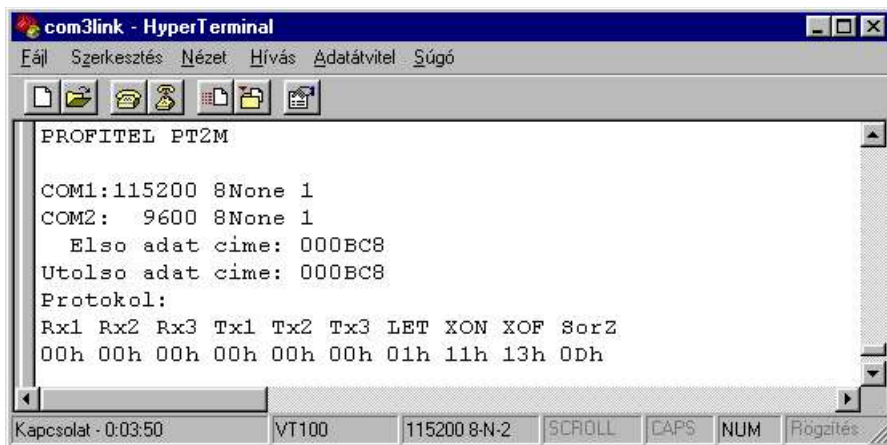 com3link - HyperTerminal
Fájl Szerkesztés Nézet Hívás Adatátvitel Súgó
PROFITEL PT2M
COM1:115200 8None 1
COM2: 9600 8None 1
Elso adat cime: 000BC8
Utolso adat cime: 000BC8
Protokol:
Rx1 Rx2 Rx3 Tx1 Tx2 Tx3 LET XON XOF SorZ
00h 00h 00h 00h 00h 00h 01h 11h 13h 0Dh
Kapcsolat - 0:03:50 VT100 115200 8-N-2 SCROLL CAPS NUM Rögzítés